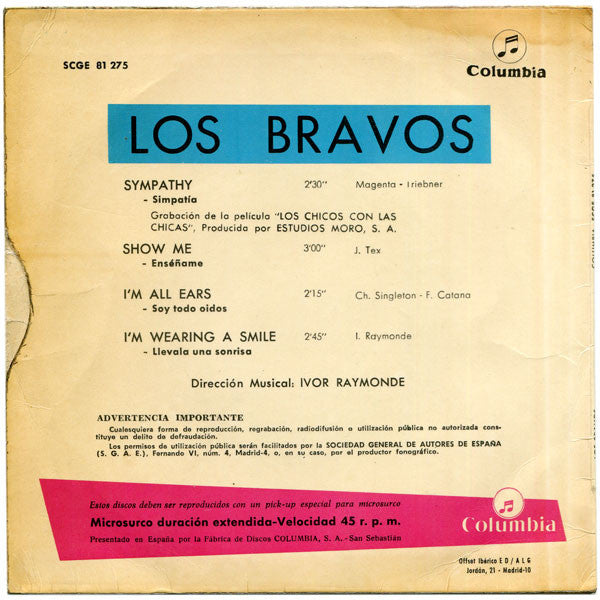 SCGE 81 275
Columbia
LOS BRAVOS
SYMPATHY 2'30" Magenta - Triebner
- Simpatía
Grabación de la película "LOS CHICOS CON LAS
CHICAS", Producida por ESTUDIOS MORO, S. A.
SHOW ME 3'00" J. Tex
- Enséñame
I'M ALL EARS 2'15" Ch. Singleton - F. Catana
- Soy todo oidos
I'M WEARING A SMILE 2'45" I. Raymonde
- Llevala una sonrisa
Dirección Musical: IVOR RAYMONDE
ADVERTENCIA IMPORTANTE
Cualesquiera forma de reproducción, regrabación, radiodifusión o utilización pública no autorizada cons-
tituye un delito de defraudación.
Los permisos de utilización pública serán facilitados por la SOCIEDAD GENERAL DE AUTORES DE ESPAÑA
(S. G. A. E.), Fernando VI, núm. 4, Madrid-4, o, en su caso, por el productor fonográfico.
Estos discos deben ser reproducidos con un pick-up especial para microsurco
Microsurco duración extendida-Velocidad 45 r. p. m.
Presentado en España por la Fábrica de Discos COLUMBIA, S. A. - San Sebastián
Columbia
Offset Ibérico E D / A L G
Jordán, 21 - Madrid-10